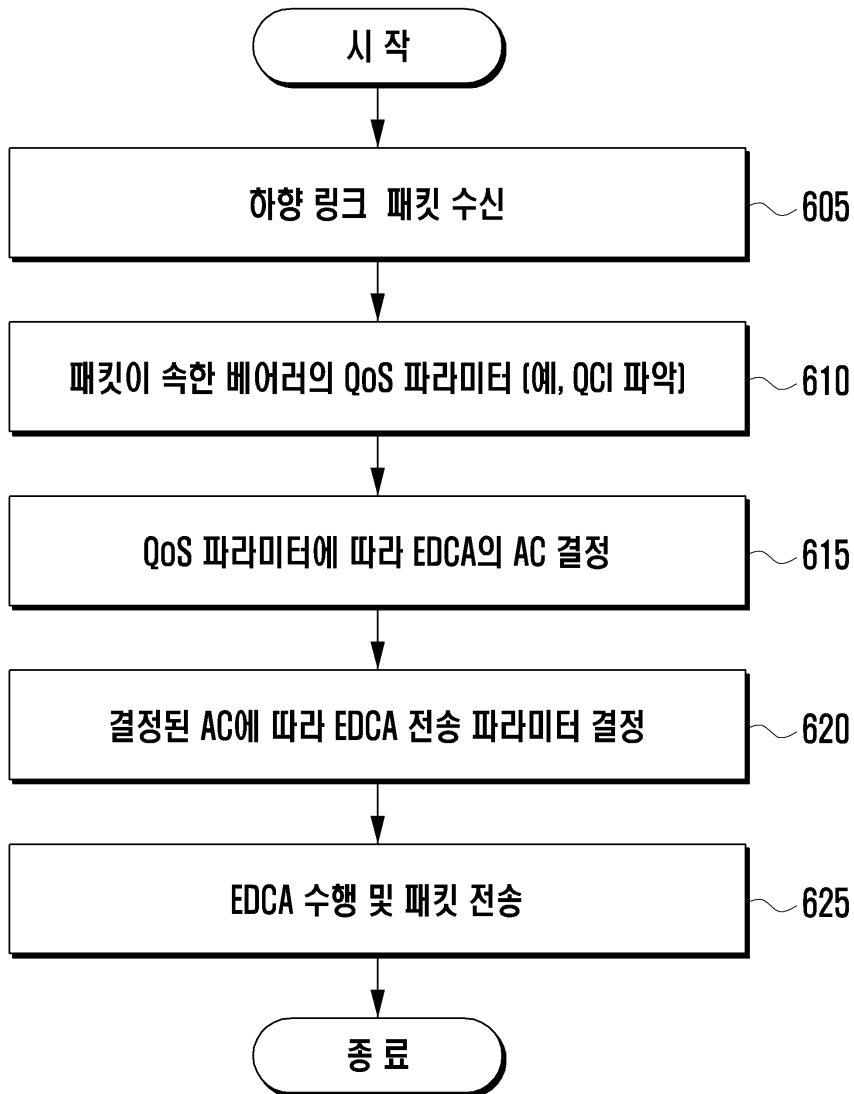 시 작
하향 링크 패킷 수신
605
패킷이 속한 베어러의 QoS 파라미터 (예, QCI 파악)
610
QoS 파라미터에 따라 EDCA의 AC 결정
615
결정된 AC에 따라 EDCA 전송 파라미터 결정
620
EDCA 수행 및 패킷 전송
625
종 료